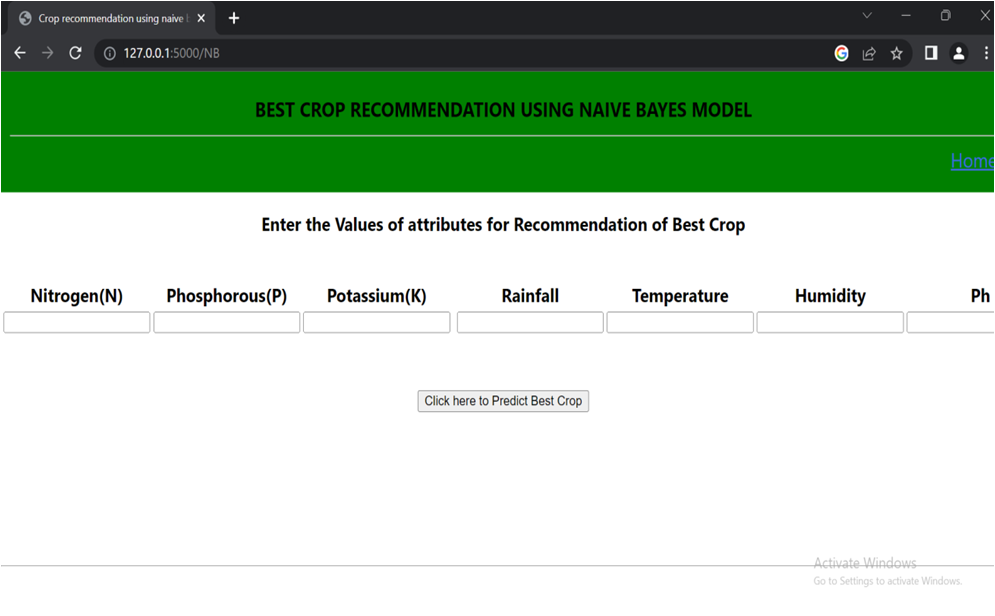 Crop recommendation using naive b
127.0.0.1:5000/NB
BEST CROP RECOMMENDATION USING NAIVE BAYES MODEL
Home
Enter the Values of attributes for Recommendation of Best Crop
Nitrogen(N) Phosphorous(P) Potassium(K) Rainfall Temperature Humidity Ph
Click here to Predict Best Crop
Activate Windows
Go to Settings to activate Windows.